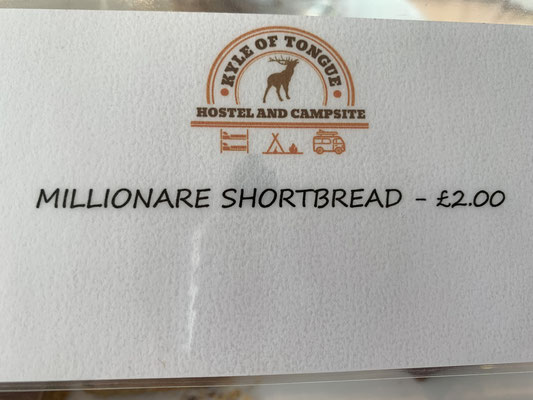 • KYLE OF TONGUE •
HOSTEL AND CAMPSITE
MILLIONARE SHORTBREAD - £2.00